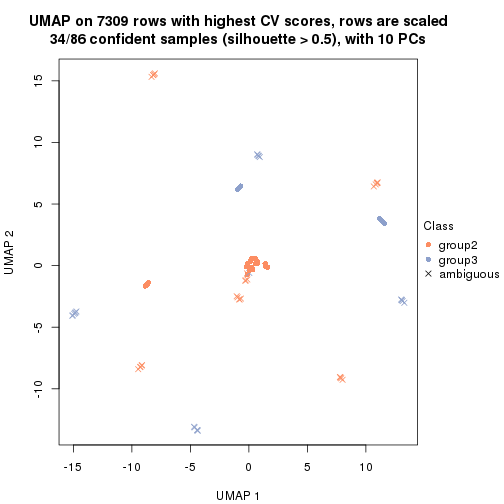 UMAP on 7309 rows with highest CV scores, rows are scaled
34/86 confident samples (silhouette > 0.5), with 10 PCs
15
10
5
0
-5
-10
UMAP 2
-15
-10
-5
0
5
10
UMAP 1
Class
group2
group3
ambiguous